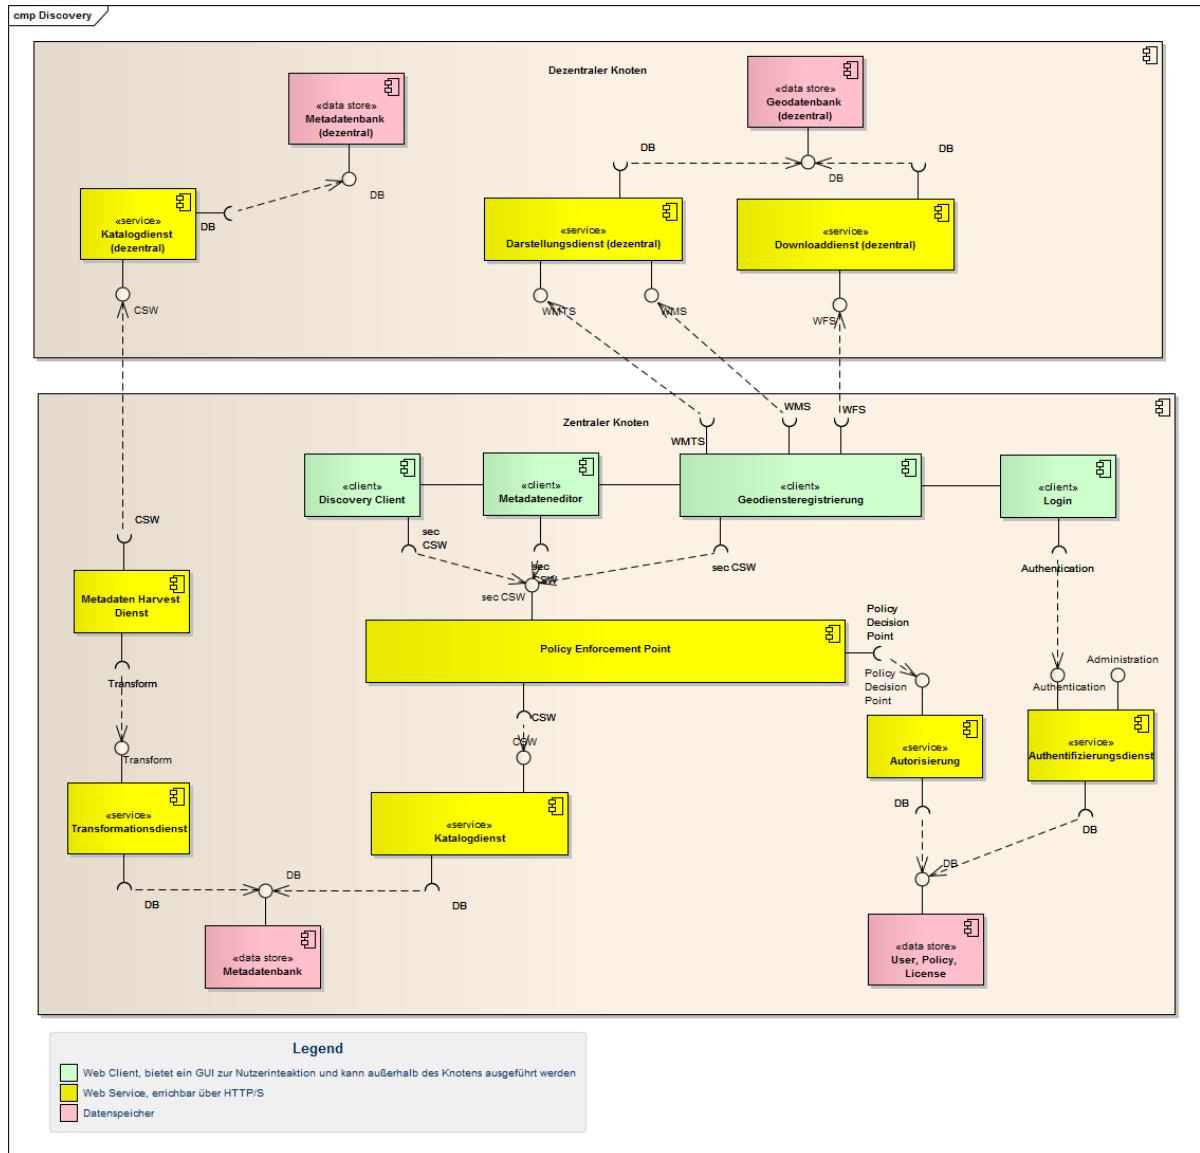 cmp Discovery
Dezentraler Knoten
«data store»
Metadatenbank
(dezentral)
DB
«data store»
Geodatenbank
(dezentral)
DB
DB
DB
«service»
Katalogdienst
(dezentral)
DB
CSW
«service»
Darstellungsdienst (dezentral)
WMTS
WMS
«service»
Downloaddienst (dezentral)
WFS
Zentraler Knoten
WMTS
WMS
WFS
«client»
Discovery Client
«client»
Metadateneditor
«client»
Geodiensteregistrierung
«client»
Login
CSW
sec
CSW
sec
CSW
sec CSW
sec CSW
Authentication
Metadaten Harvest
Dienst
Transform
Transform
Policy Enforcement Point
Policy
Decision
Point
Policy
Decision
Point
Administration
Authentication
CSW
CSW
«service»
Autorisierung
«service»
Authentifizierungsdienst
«service»
Transformationsdienst
«service»
Katalogdienst
DB
DB
DB
DB
DB
DB
«data store»
Metadatenbank
«data store»
User, Policy,
License
Legend
Web Client, bietet ein GUI zur Nutzerinteaktion und kann außerhalb des Knotens ausgeführt werden
Web Service, errichbar über HTTP/S
Datenspeicher